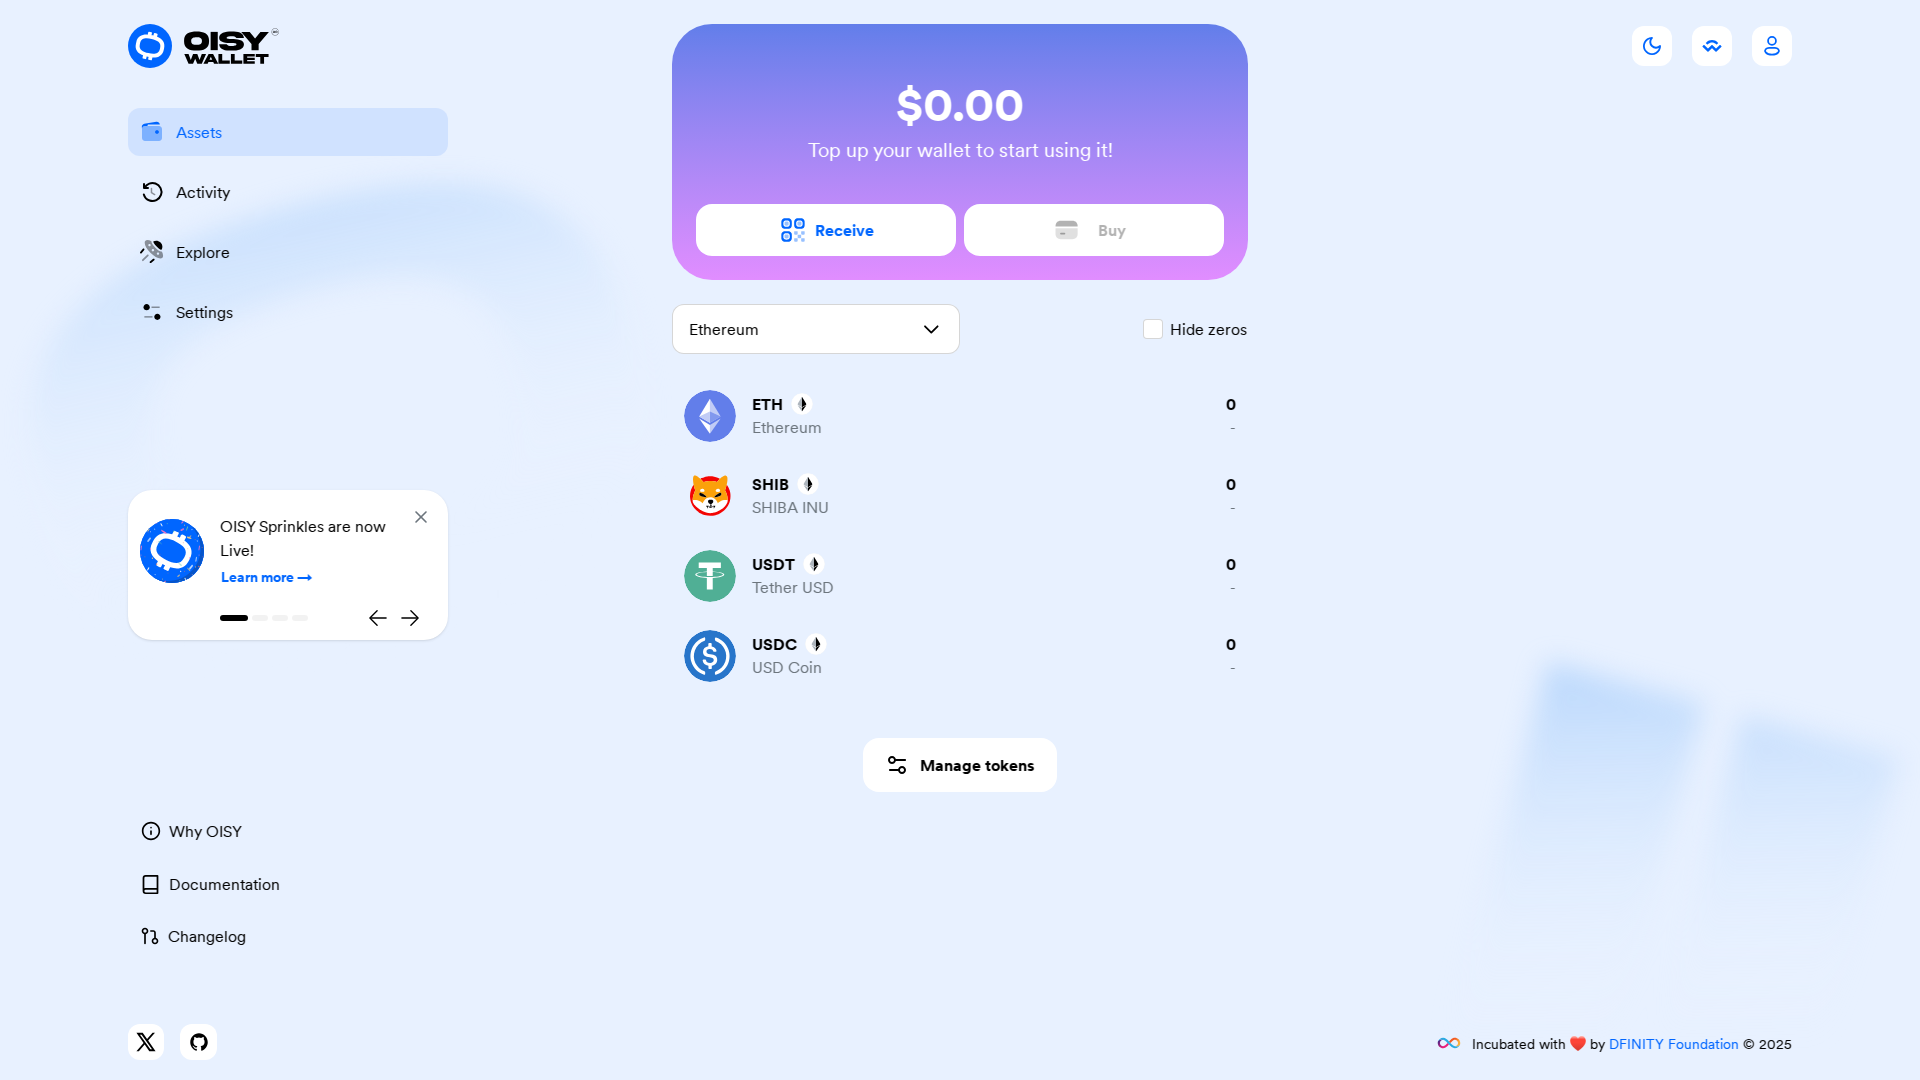 OISY
WALLET
Assets
Activity
Explore
Settings
OISY Sprinkles are now
Live!
Learn more
Why OISY
Documentation
Changelog
$0.00
Top up your wallet to start using it!
Receive
Buy
Ethereum
Hide zeros
ETH
0
Ethereum
-
SHIB
0
SHIBA INU
-
USDT
0
Tether USD
-
USDC
0
USD Coin
-
Manage tokens
Incubated with ❤️ by DFINITY Foundation © 2025